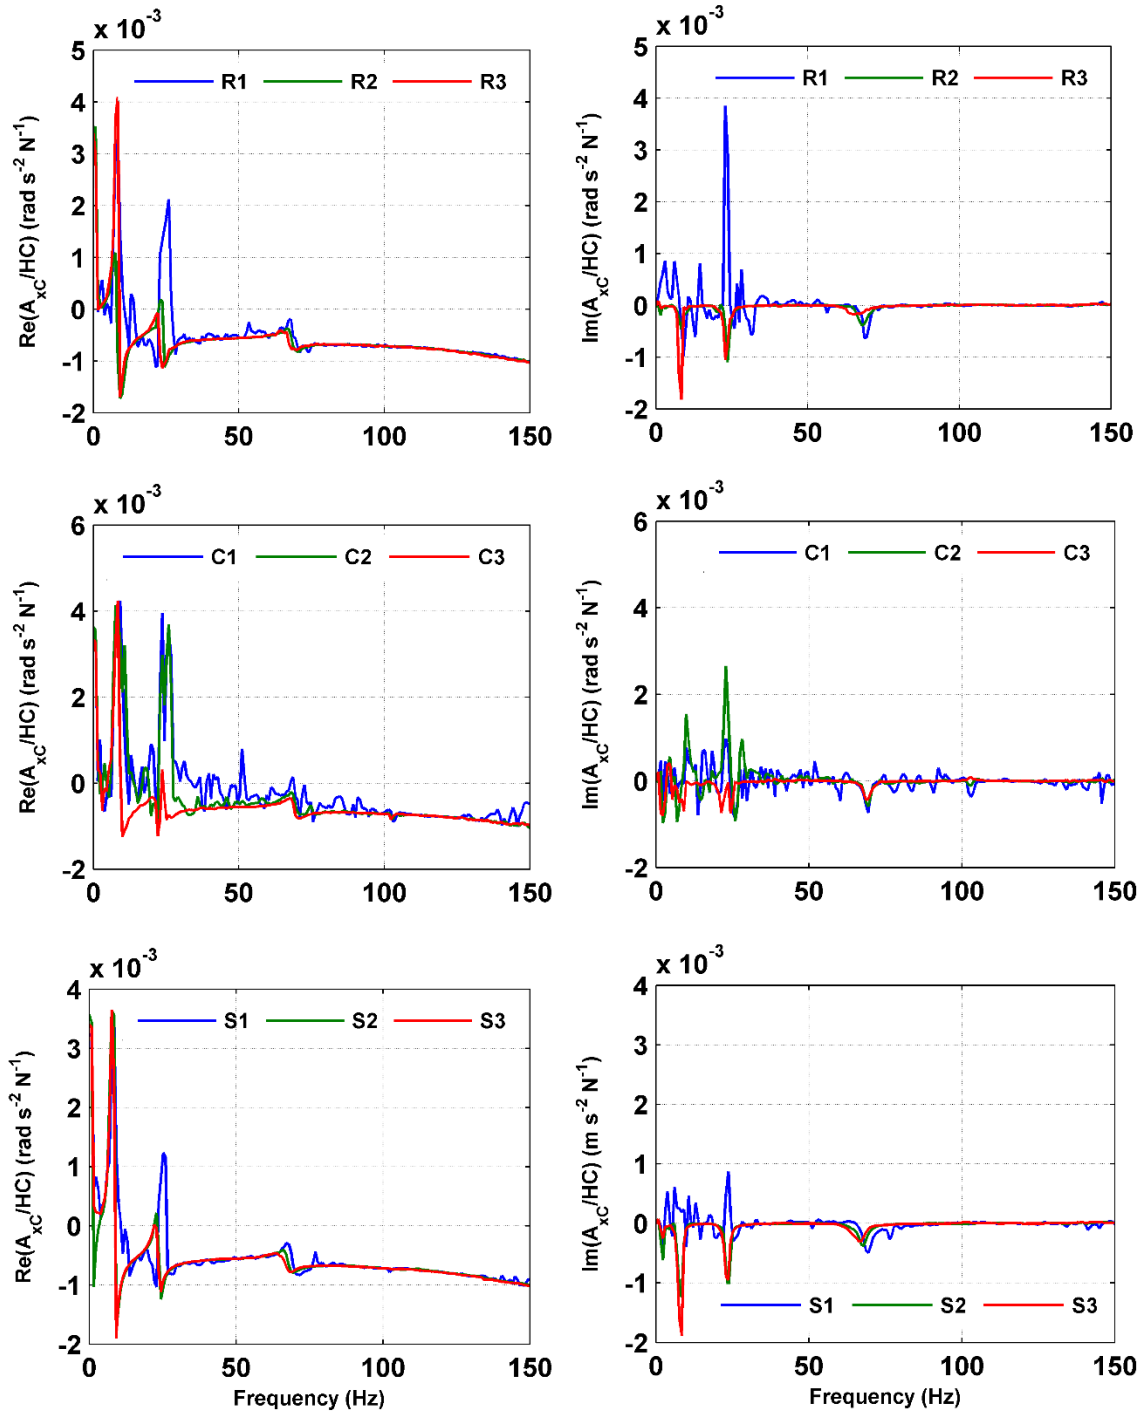 x 10-3
5
4
3
2
1
0
-1
-2
0 50 100 150
Re(AxC/HC) (rad s-2 N-1)
R1 R2 R3
x 10-3
5
4
3
2
1
0
-1
-2
0 50 100 150
Im(AxC/HC) (rad s-2 N-1)
R1 R2 R3
x 10-3
6
4
2
0
-2
0 50 100 150
Re(AxC/HC) (rad s-2 N-1)
C1 C2 C3
x 10-3
6
4
2
0
-2
0 50 100 150
Im(AxC/HC) (rad s-2 N-1)
C1 C2 C3
x 10-3
4
3
2
1
0
-1
-2
0 50 100 150
Re(AxC/HC) (rad s-2 N-1)
S1 S2 S3
Frequency (Hz)
x 10-3
4
3
2
1
0
-1
-2
0 50 100 150
Im(AxC/HC) (m s-2 N-1)
S1 S2 S3
Frequency (Hz)